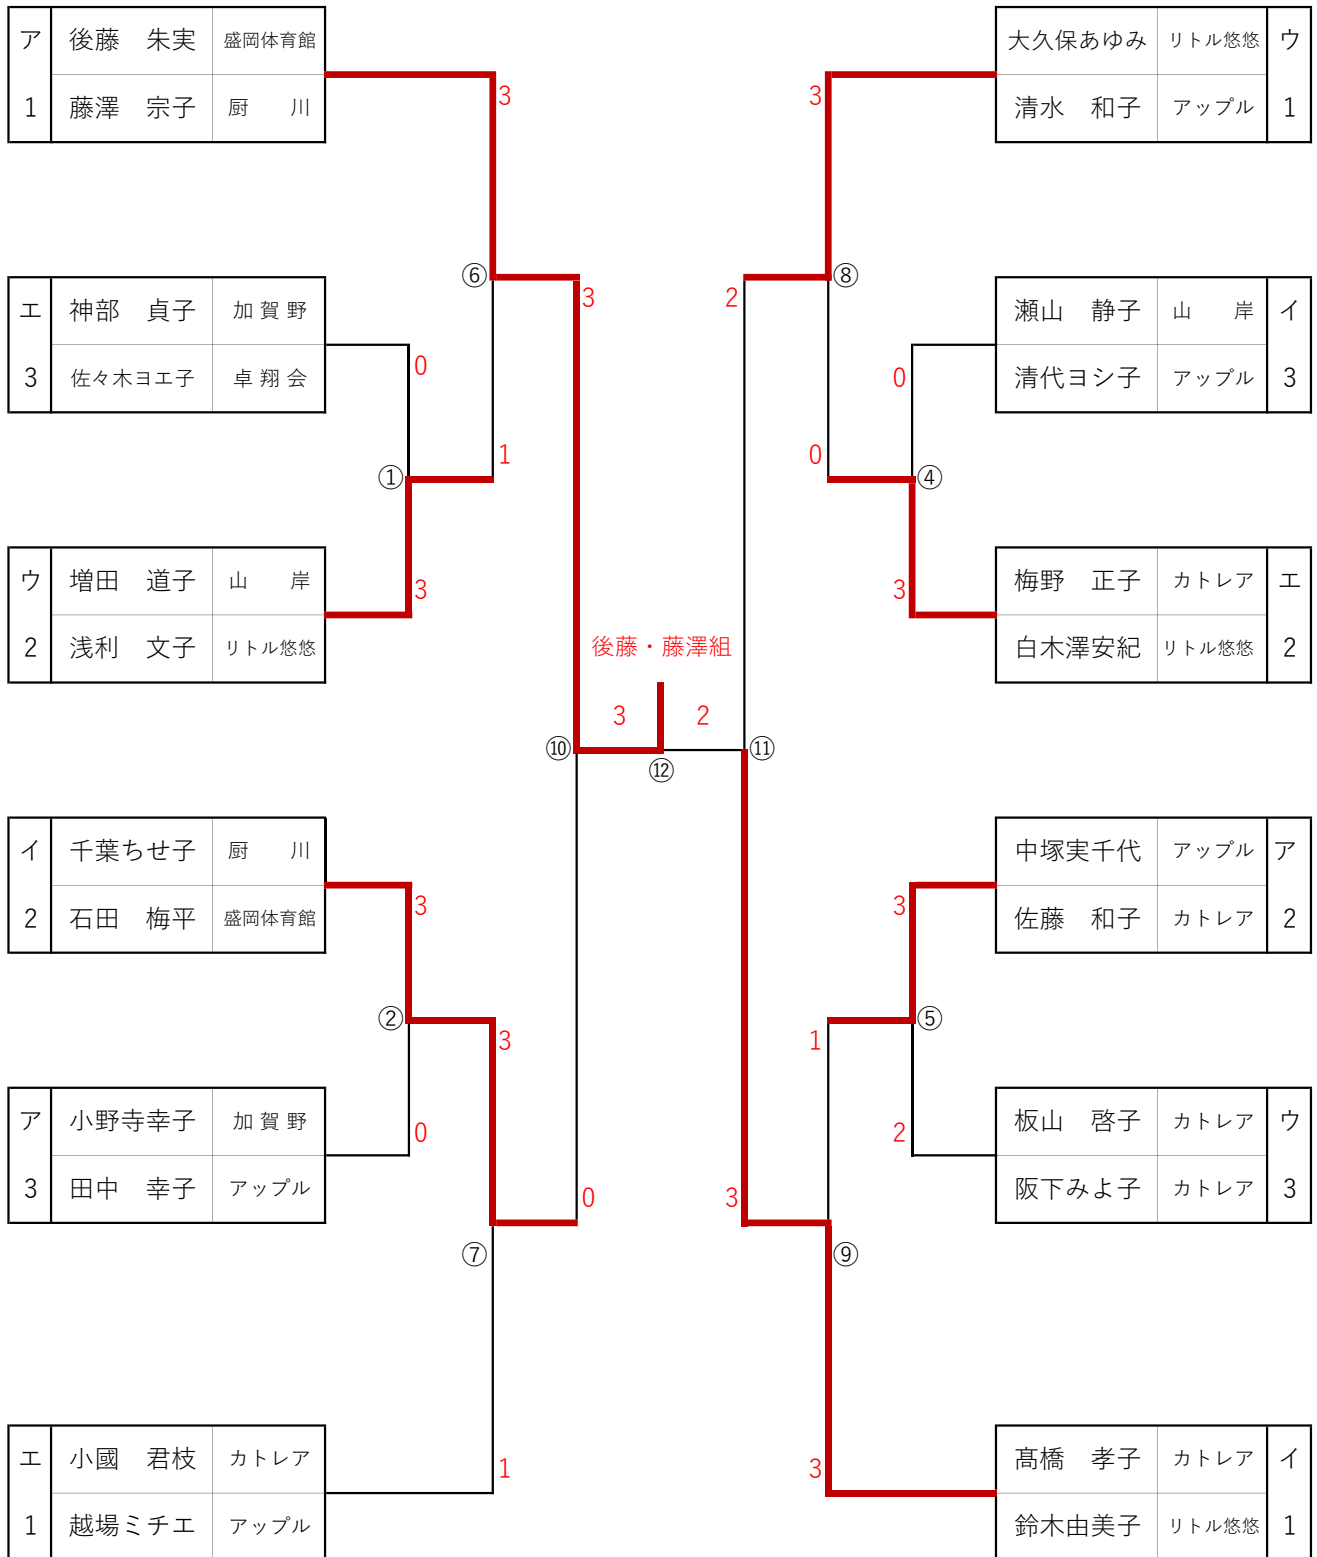 ア 後藤　朱実 盛岡体育館
1 藤澤　宗子 厨　川
大久保あゆみ リトル悠悠 ウ
清水　和子 アップル 1
3
3
⑥
3
2
⑧
エ 神部　貞子 加賀野
3 佐々木ヨエ子 卓翔会
瀬山　静子 山　岸 イ
清代ヨシ子 アップル 3
0
0
1
0
①
④
ウ 増田　道子 山　岸
2 浅利　文子 リトル悠悠
梅野　正子 カトレア エ
白木澤安紀 リトル悠悠 2
3
3
後藤・藤澤組
3 2
⑩
⑫
⑪
イ 千葉ちせ子 厨　川
2 石田　梅平 盛岡体育館
中塚実千代 アップル ア
佐藤　和子 カトレア 2
3
3
②
⑤
3
1
ア 小野寺幸子 加賀野
3 田中　幸子 アップル
板山　啓子 カトレア ウ
阪下みよ子 カトレア 3
0
2
0
3
⑦
⑨
エ 小國　君枝 カトレア
1 越場ミチエ アップル
髙橋　孝子 カトレア イ
鈴木由美子 リトル悠悠 1
1
3